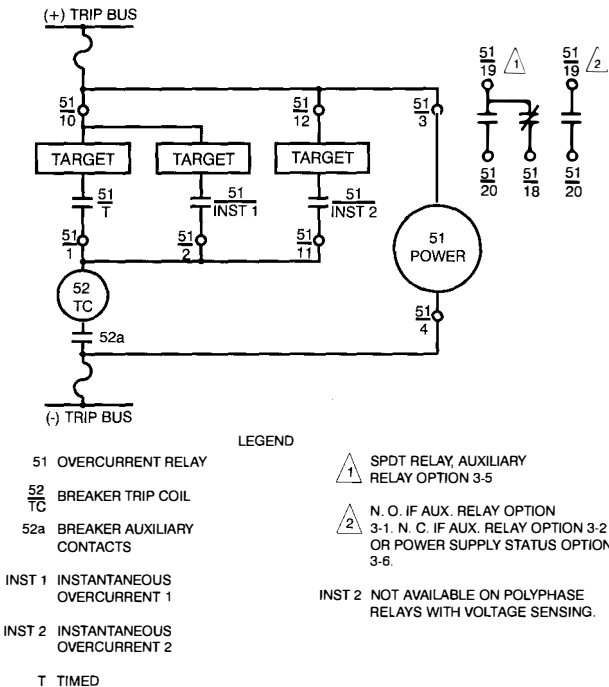 (+) TRIP BUS
51
10
51
12
51
3
51
19
1
51
19
2
TARGET
TARGET
TARGET
51
T
51
INST 1
51
INST 2
51
20
51
18
51
20
51
1
51
2
51
11
51
POWER
52
TC
51
4
52a
(-) TRIP BUS
LEGEND
51 OVERCURRENT RELAY
52
TC
BREAKER TRIP COIL
52a BREAKER AUXILIARY
CONTACTS
INST 1 INSTANTANEOUS
OVERCURRENT 1
INST 2 INSTANTANEOUS
OVERCURRENT 2
T TIMED
1
SPDT RELAY, AUXILIARY
RELAY OPTION 3-5
2
N. O. IF AUX. RELAY OPTION
3-1. N. C. IF AUX. RELAY OPTION 3-2
OR POWER SUPPLY STATUS OPTION
3-6.
INST 2 NOT AVAILABLE ON POLYPHASE
RELAYS WITH VOLTAGE SENSING.